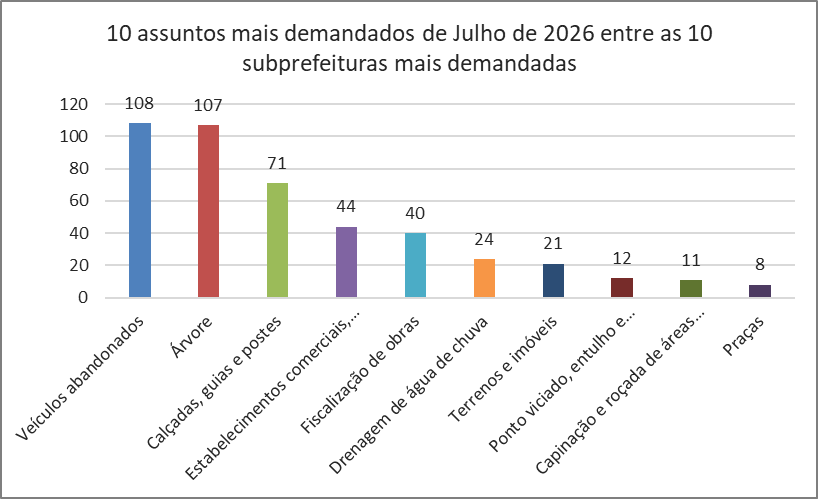 10 assuntos mais demandados de Julho de 2026 entre as 10
subprefeituras mais demandadas
120
100
80
60
40
20
0
108
107
71
44
40
24
21
12
11
8
Veículos abandonados
Árvore
Calçadas, guias e postes
Estabelecimentos comerciais,...
Fiscalização de obras
Drenagem de água de chuva
Terrenos e imóveis
Ponto viciado, entulho e...
Capinação e roçada de áreas...
Praças